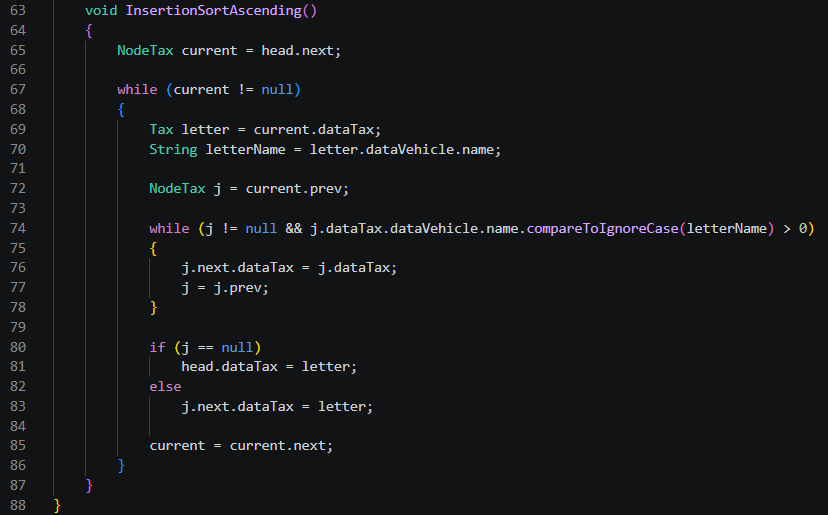 63 void InsertionSortAscending()
64 {
65 NodeTax current = head.next;
66
67 while (current != null)
68 {
69 Tax letter = current.dataTax;
70 String letterName = letter.dataVehicle.name;
71
72 NodeTax j = current.prev;
73
74 while (j != null && j.dataTax.dataVehicle.name.compareToIgnoreCase(letterName) > 0)
75 {
76 j.next.dataTax = j.dataTax;
77 j = j.prev;
78 }
79
80 if (j == null)
81 head.dataTax = letter;
82 else
83 j.next.dataTax = letter;
84
85 current = current.next;
86 }
87 }
88 }